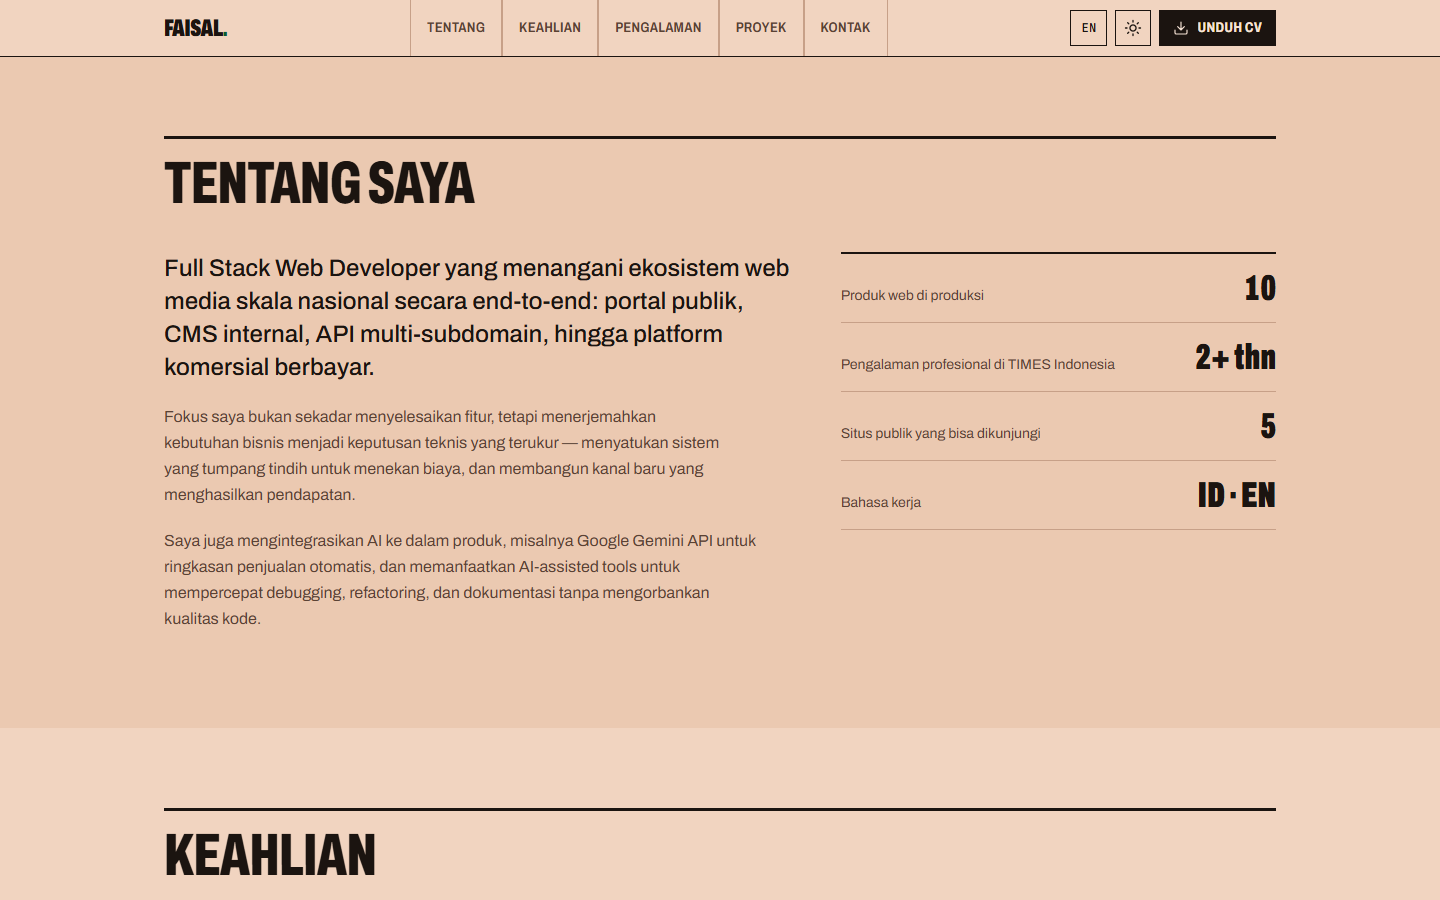 FAISAL.
TENTANG
KEAHLIAN
PENGALAMAN
PROYEK
KONTAK
EN
UNDUH CV
TENTANG SAYA
Full Stack Web Developer yang menangani ekosistem web
media skala nasional secara end-to-end: portal publik,
CMS internal, API multi-subdomain, hingga platform
komersial berbayar.
Fokus saya bukan sekadar menyelesaikan fitur, tetapi menerjemahkan
kebutuhan bisnis menjadi keputusan teknis yang terukur — menyatukan sistem
yang tumpang tindih untuk menekan biaya, dan membangun kanal baru yang
menghasilkan pendapatan.
Saya juga mengintegrasikan AI ke dalam produk, misalnya Google Gemini API untuk
ringkasan penjualan otomatis, dan memanfaatkan AI-assisted tools untuk
mempercepat debugging, refactoring, dan dokumentasi tanpa mengorbankan
kualitas kode.
Produk web di produksi 10
Pengalaman profesional di TIMES Indonesia 2+ thn
Situs publik yang bisa dikunjungi 5
Bahasa kerja ID · EN
KEAHLIAN